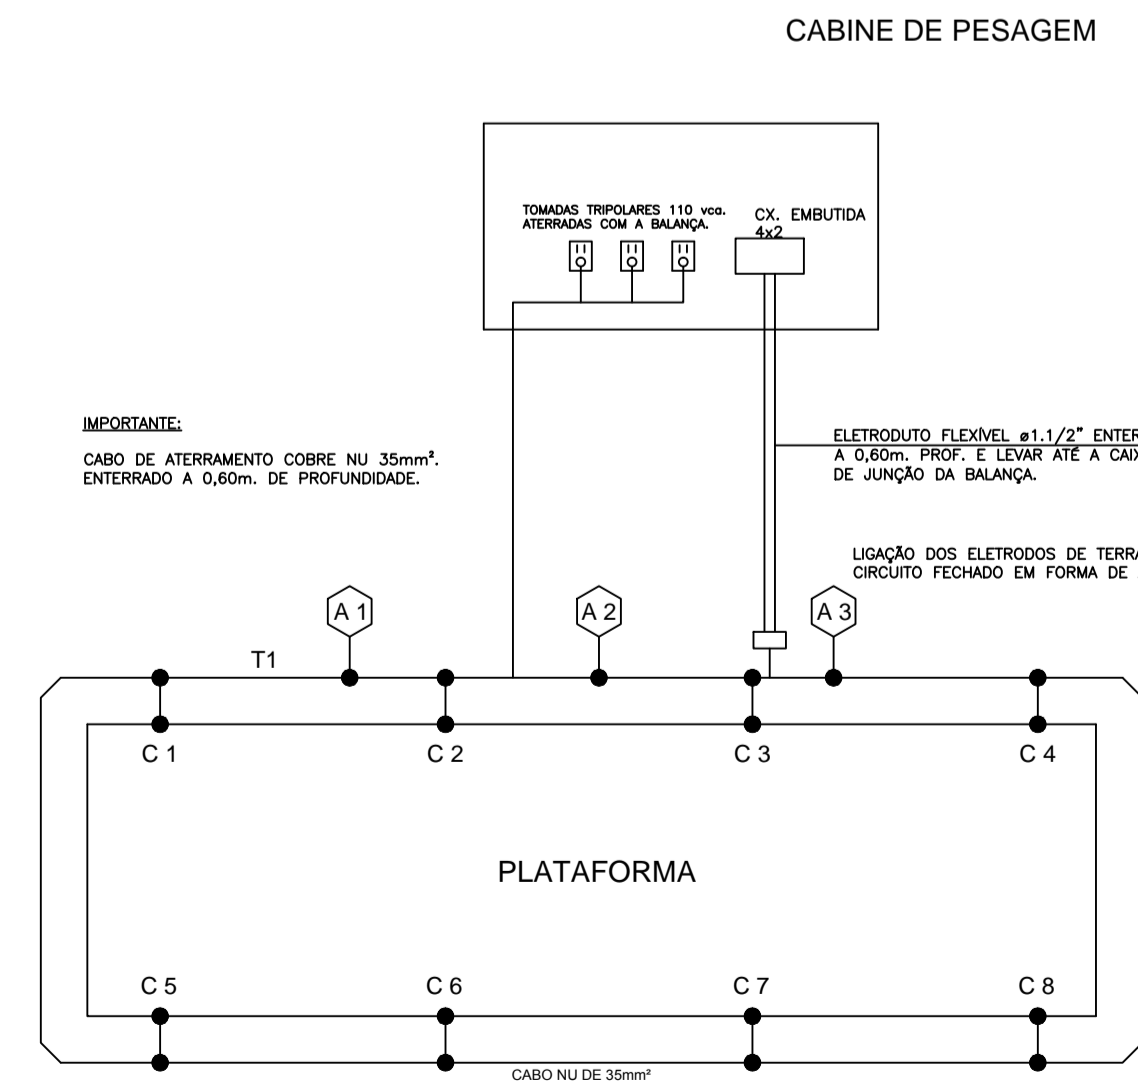 CABINE DE PESAGEM
TOMADAS TRIPOLARES 110 vca.
ATERRADAS COM A BALANÇA.
CX. EMBUTIDA
4x2
IMPORTANTE:
CABO DE ATERRAMENTO COBRE NU 35mm².
ENTERRADO A 0,60m. DE PROFUNDIDADE.
ELETRODUTO FLEXÍVEL ø1.1/2"
A 0,60m. PROF. E LEVAR ATÉ A
DE JUNÇÃO DA BALANÇA.
LIGAÇÃO DOS ELETRODOS DE
CIRCUITO FECHADO EM FORMA DE
A 1
A 2
A 3
T1
C 1
C 2
C 3
C 4
PLATAFORMA
C 5
C 6
C 7
C 8
CABO NU DE 35mm²